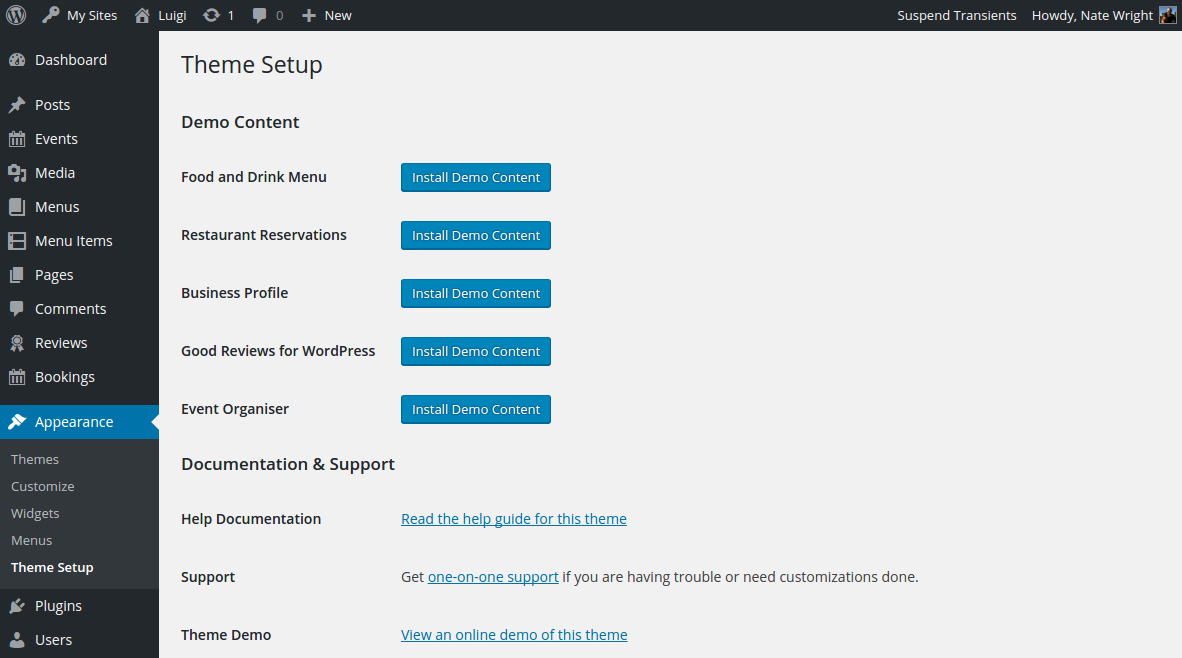 My Sites Luigi 1 0 New Suspend Transients Howdy, Nate Wright
Dashboard
Posts
Events
Media
Menus
Menu Items
Pages
Comments
Reviews
Bookings
Appearance
Themes
Customize
Widgets
Menus
Theme Setup
Plugins
Users
Theme Setup
Demo Content
Food and Drink Menu Install Demo Content
Restaurant Reservations Install Demo Content
Business Profile Install Demo Content
Good Reviews for WordPress Install Demo Content
Event Organiser Install Demo Content
Documentation & Support
Help Documentation Read the help guide for this theme
Support Get one-on-one support if you are having trouble or need customizations done.
Theme Demo View an online demo of this theme